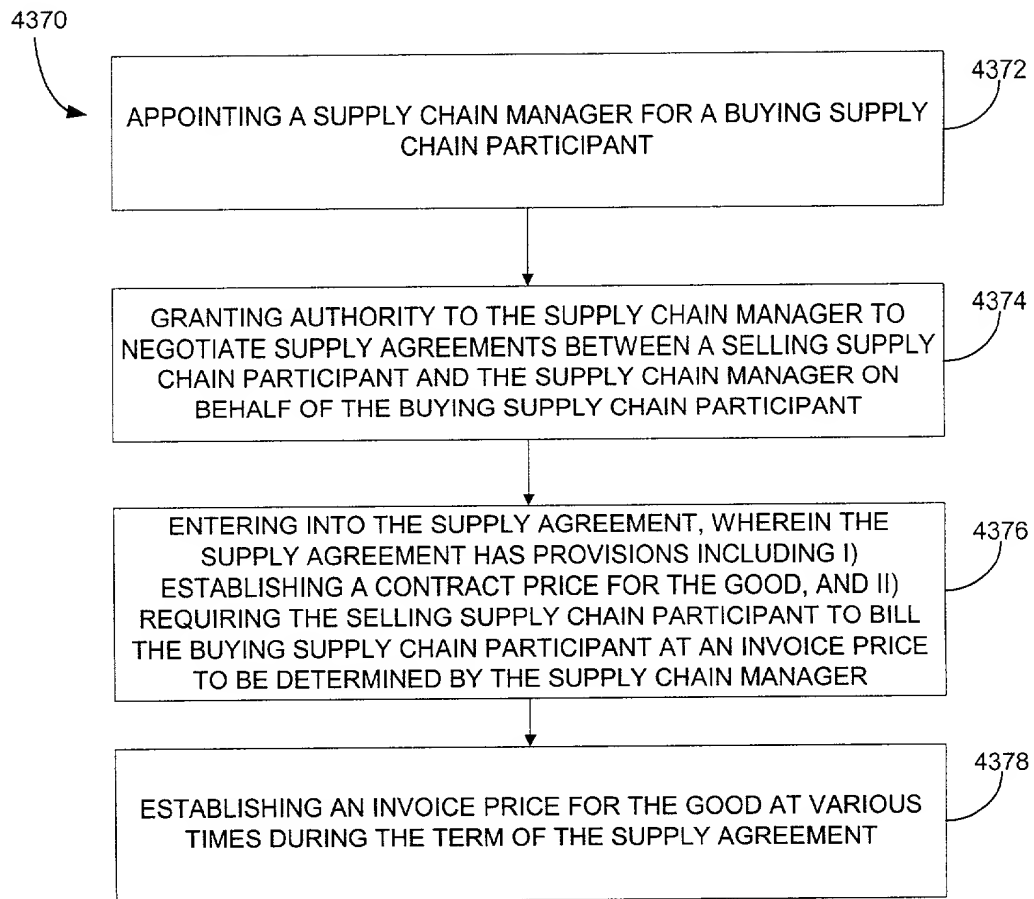 4370
4372
APPOINTING A SUPPLY CHAIN MANAGER FOR A BUYING SUPPLY
CHAIN PARTICIPANT
4374
GRANTING AUTHORITY TO THE SUPPLY CHAIN MANAGER TO
NEGOTIATE SUPPLY AGREEMENTS BETWEEN A SELLING SUPPLY
CHAIN PARTICIPANT AND THE SUPPLY CHAIN MANAGER ON
BEHALF OF THE BUYING SUPPLY CHAIN PARTICIPANT
4376
ENTERING INTO THE SUPPLY AGREEMENT, WHEREIN THE
SUPPLY AGREEMENT HAS PROVISIONS INCLUDING I)
ESTABLISHING A CONTRACT PRICE FOR THE GOOD, AND II)
REQUIRING THE SELLING SUPPLY CHAIN PARTICIPANT TO BILL
THE BUYING SUPPLY CHAIN PARTICIPANT AT AN INVOICE PRICE
TO BE DETERMINED BY THE SUPPLY CHAIN MANAGER
4378
ESTABLISHING AN INVOICE PRICE FOR THE GOOD AT VARIOUS
TIMES DURING THE TERM OF THE SUPPLY AGREEMENT